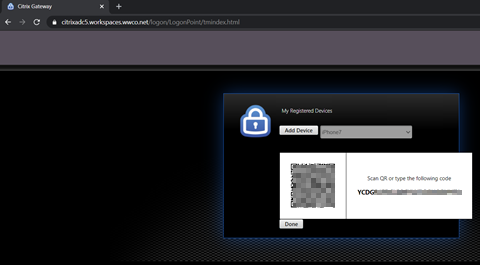 Citrix Gateway
citrixadc5.workspaces.wwco.net/logon/LogonPoint/tmindex.html
My Registered Devices
Add Device iPhone7
Scan QR or type the following code
YCDG
Done